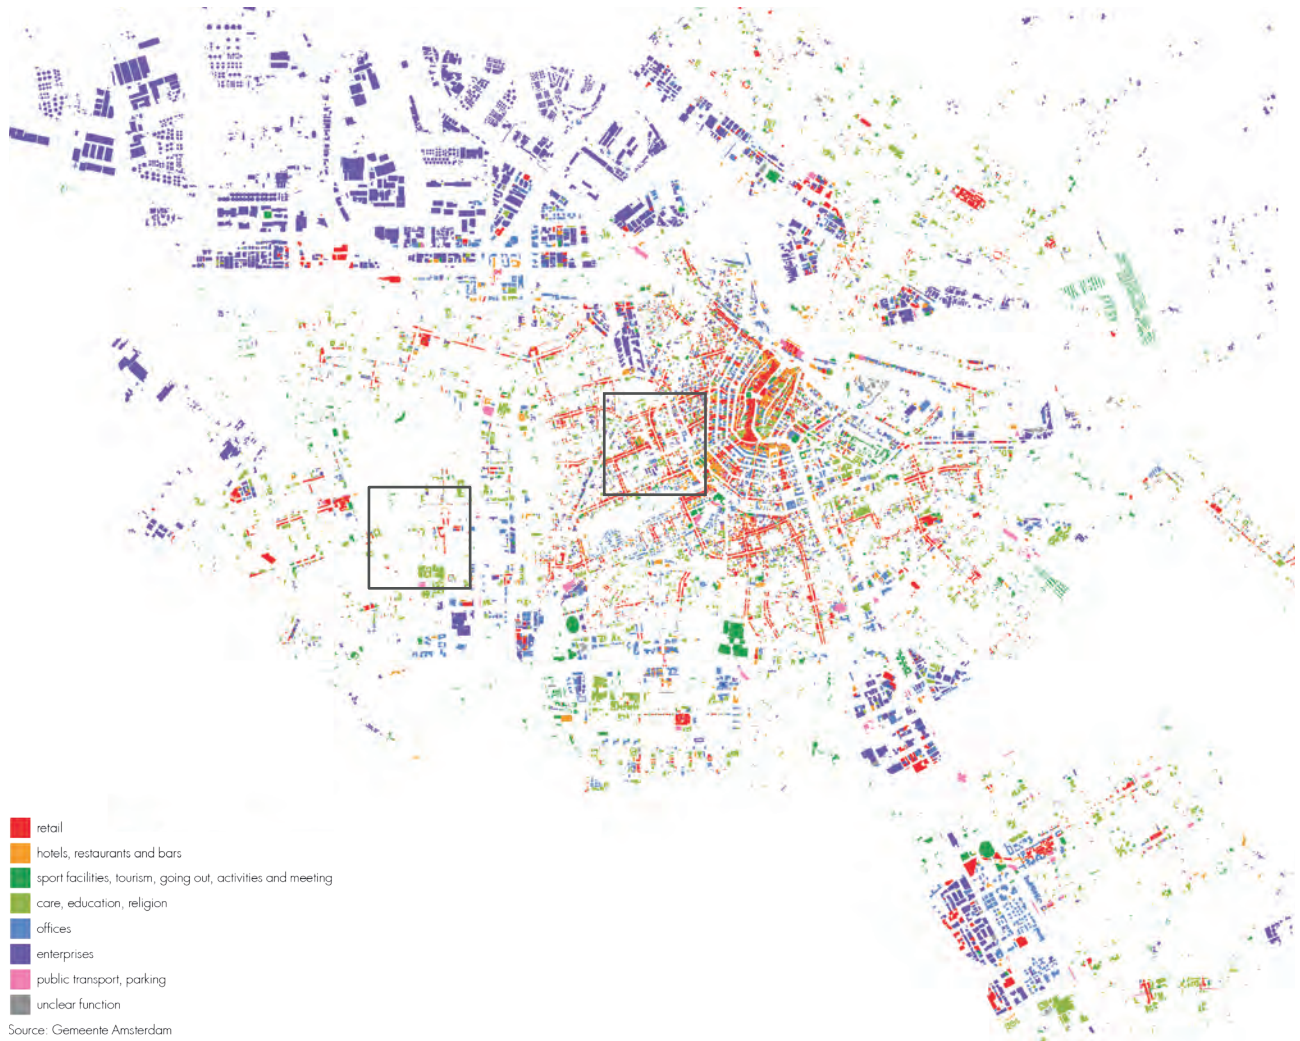 retail
hotels, restaurants and bars
sport facilities, tourism, going out, activities and meeting
care, education, religion
offices
enterprises
public transport, parking
unclear function
Source: Gemeente Amsterdam